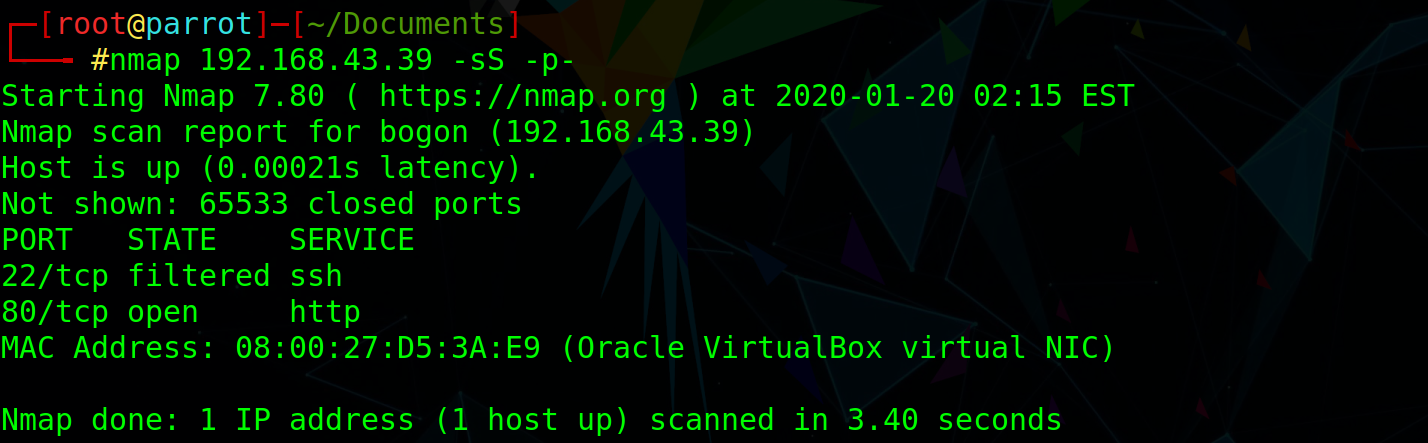 ┌─[root@parrot]─[~/Documents]
└──╼ #nmap 192.168.43.39 -sS -p-
Starting Nmap 7.80 ( https://nmap.org ) at 2020-01-20 02:15 EST
Nmap scan report for bogon (192.168.43.39)
Host is up (0.00021s latency).
Not shown: 65533 closed ports
PORT   STATE    SERVICE
22/tcp filtered ssh
80/tcp open     http
MAC Address: 08:00:27:D5:3A:E9 (Oracle VirtualBox virtual NIC)
Nmap done: 1 IP address (1 host up) scanned in 3.40 seconds